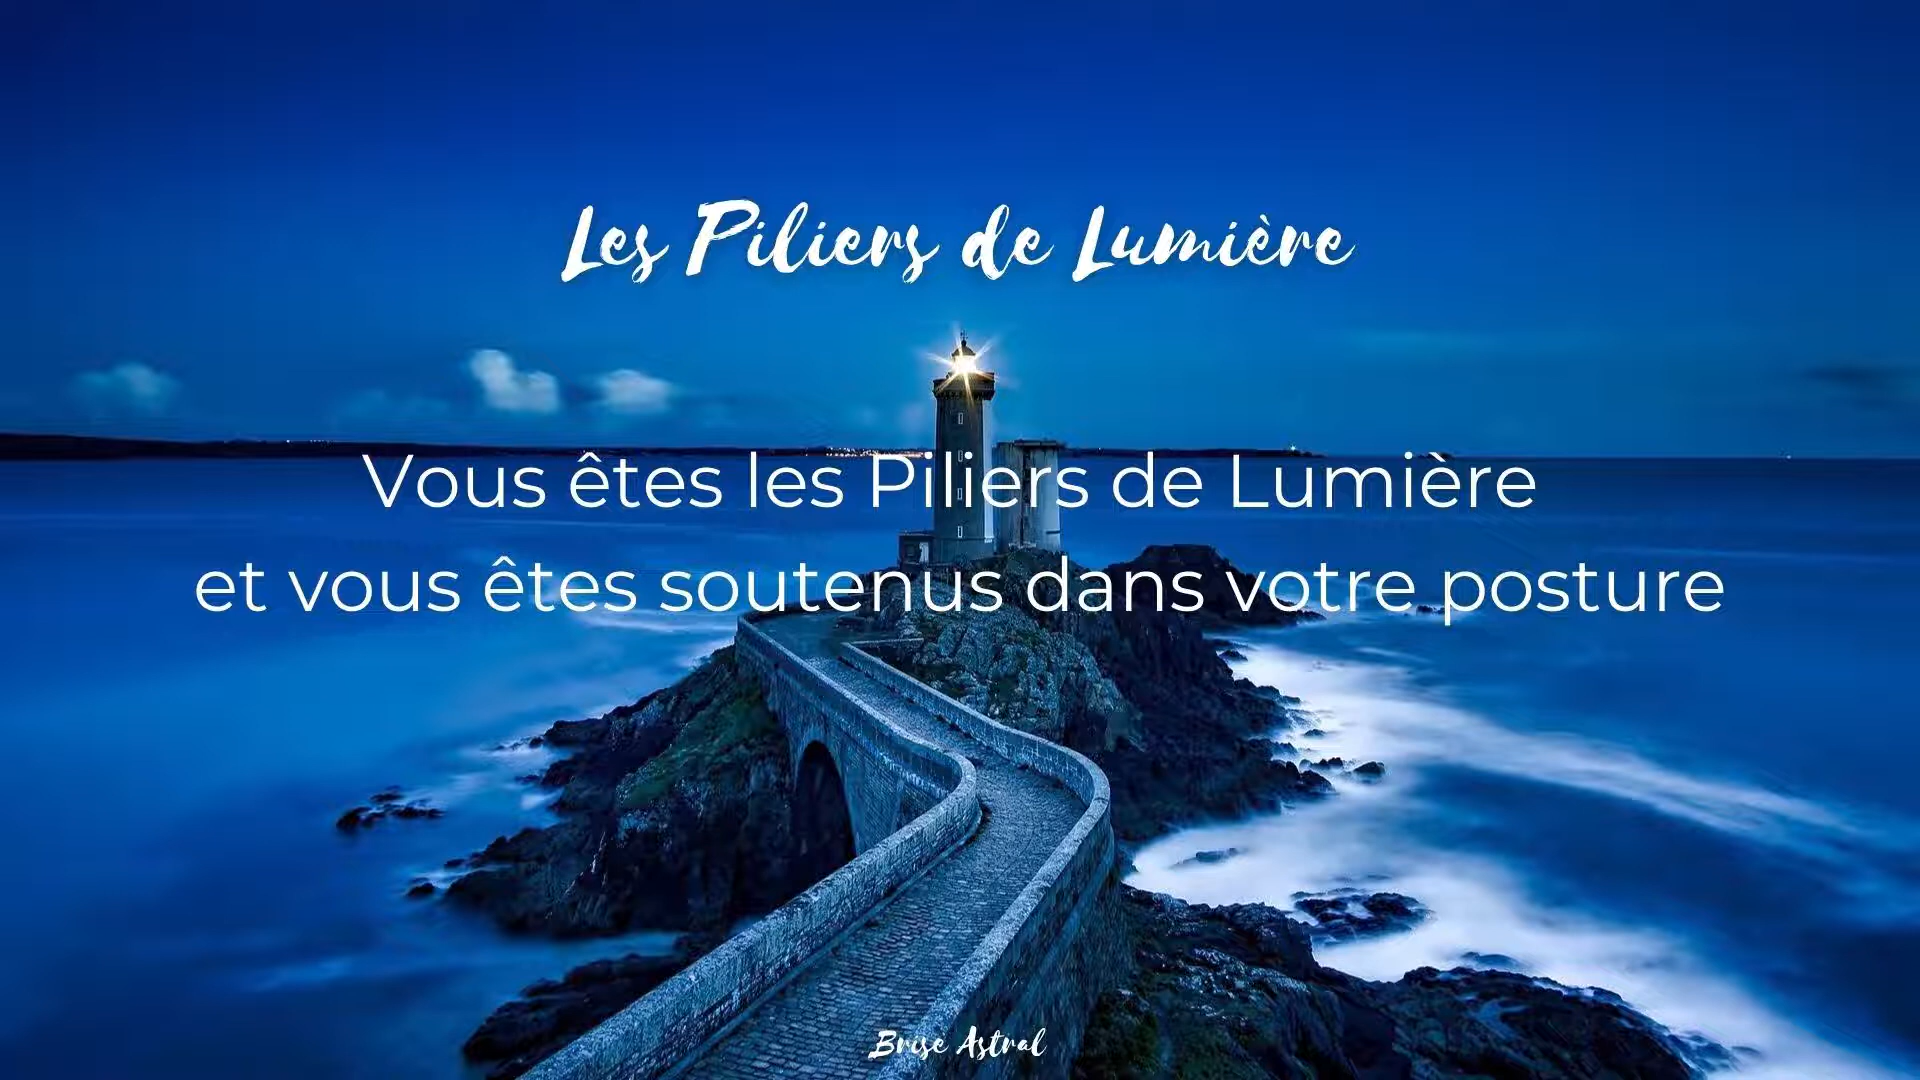 Les Piliers de Lumière
Vous êtes les Piliers de Lumière
et vous êtes soutenus dans votre posture
Brise Astral